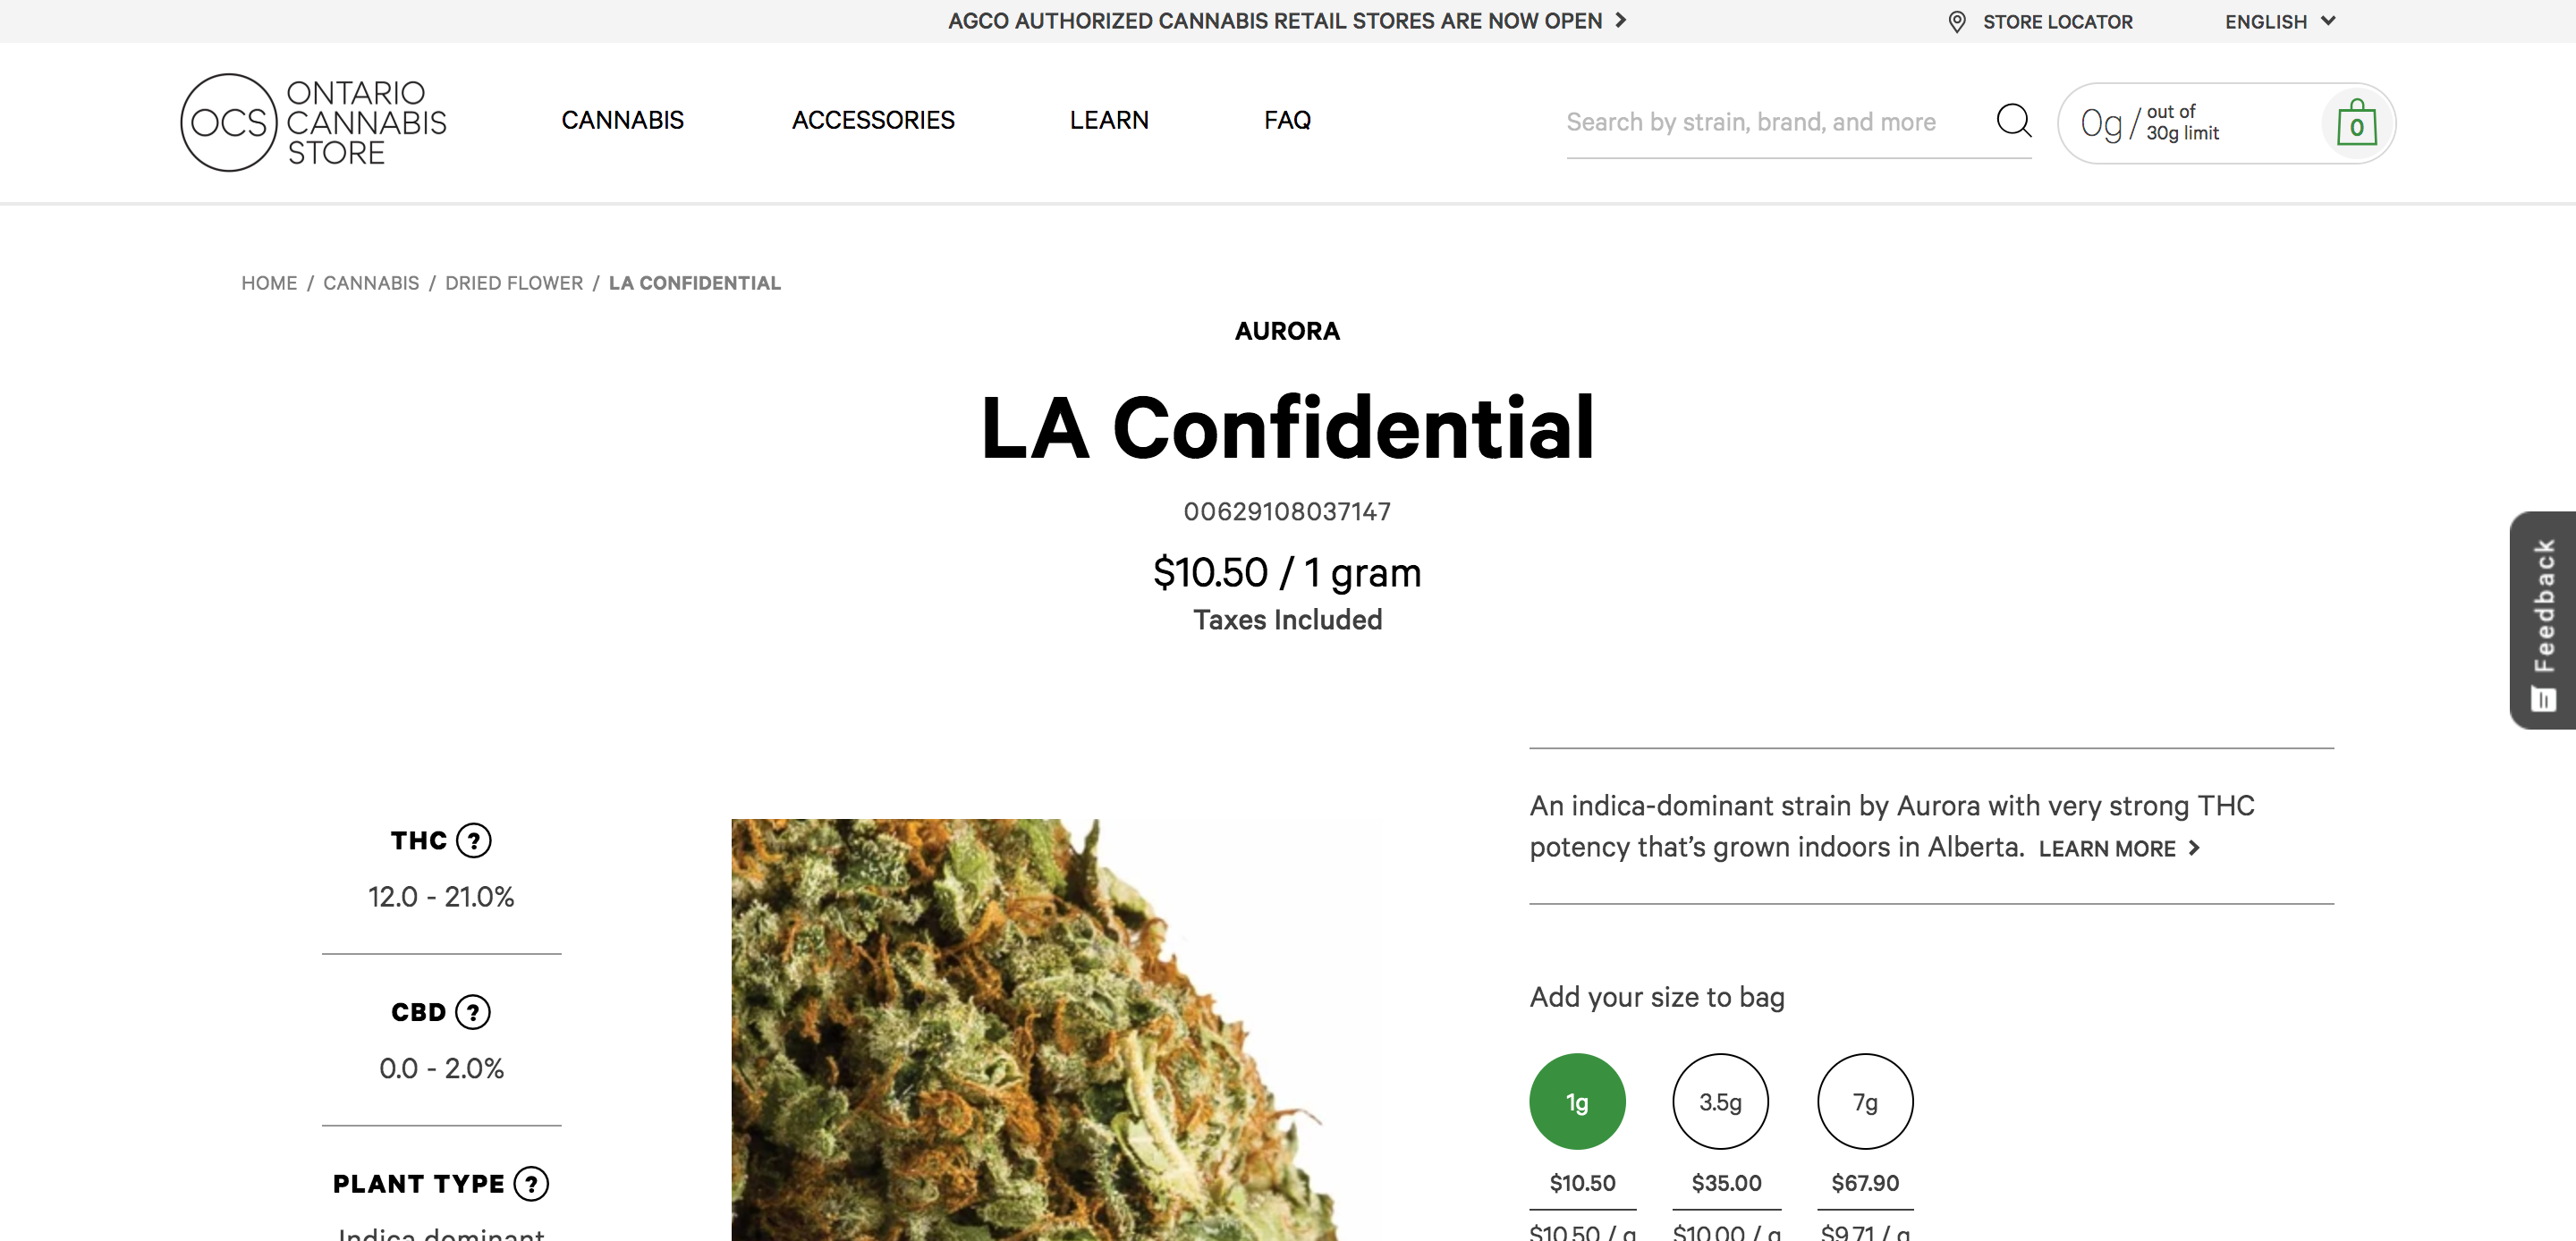 AGCO AUTHORIZED CANNABIS RETAIL STORES ARE NOW OPEN
STORE LOCATOR
ENGLISH
OCS
ONTARIO
CANNABIS
STORE
CANNABIS
ACCESSORIES
LEARN
FAQ
Search by strain, brand, and more
0g/ out of
30g limit
0
HOME / CANNABIS / DRIED FLOWER / LA CONFIDENTIAL
AURORA
LA Confidential
00629108037147
$10.50 / 1 gram
Taxes Included
Feedback
THC ?
12.0 - 21.0%
CBD ?
0.0 - 2.0%
PLANT TYPE ?
Indica dominant
An indica-dominant strain by Aurora with very strong THC
potency that’s grown indoors in Alberta. LEARN MORE
Add your size to bag
1g 3.5g 7g
$10.50 $35.00 $67.90
$10.50 / g $10.00 / g $9.71 / g